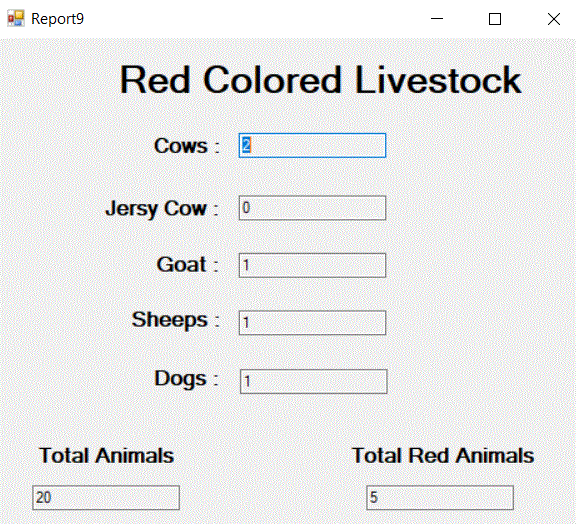 Report9
Red Colored Livestock
Cows : 2
Jersy Cow : 0
Goat : 1
Sheeps : 1
Dogs : 1
Total Animals Total Red Animals
20 5